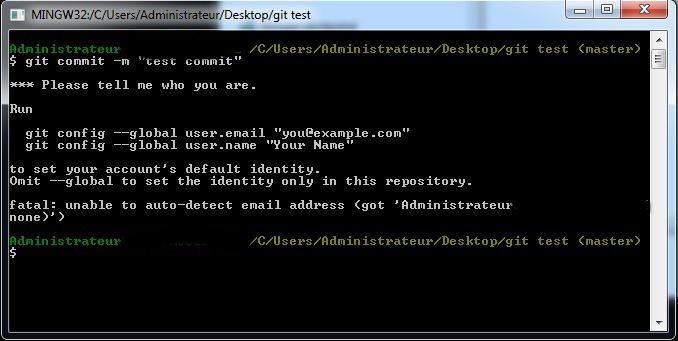 MINGW32:/C/Users/Administrateur/Desktop/git test
Administrateur /C/Users/Administrateur/Desktop/git test (master)
$ git commit -m "test commit"
*** Please tell me who you are.
Run
git config --global user.email "you@example.com"
git config --global user.name "Your Name"
to set your account's default identity.
Omit --global to set the identity only in this repository.
fatal: unable to auto-detect email address (got 'Administrateur
none)')
Administrateur /C/Users/Administrateur/Desktop/git test (master)
$